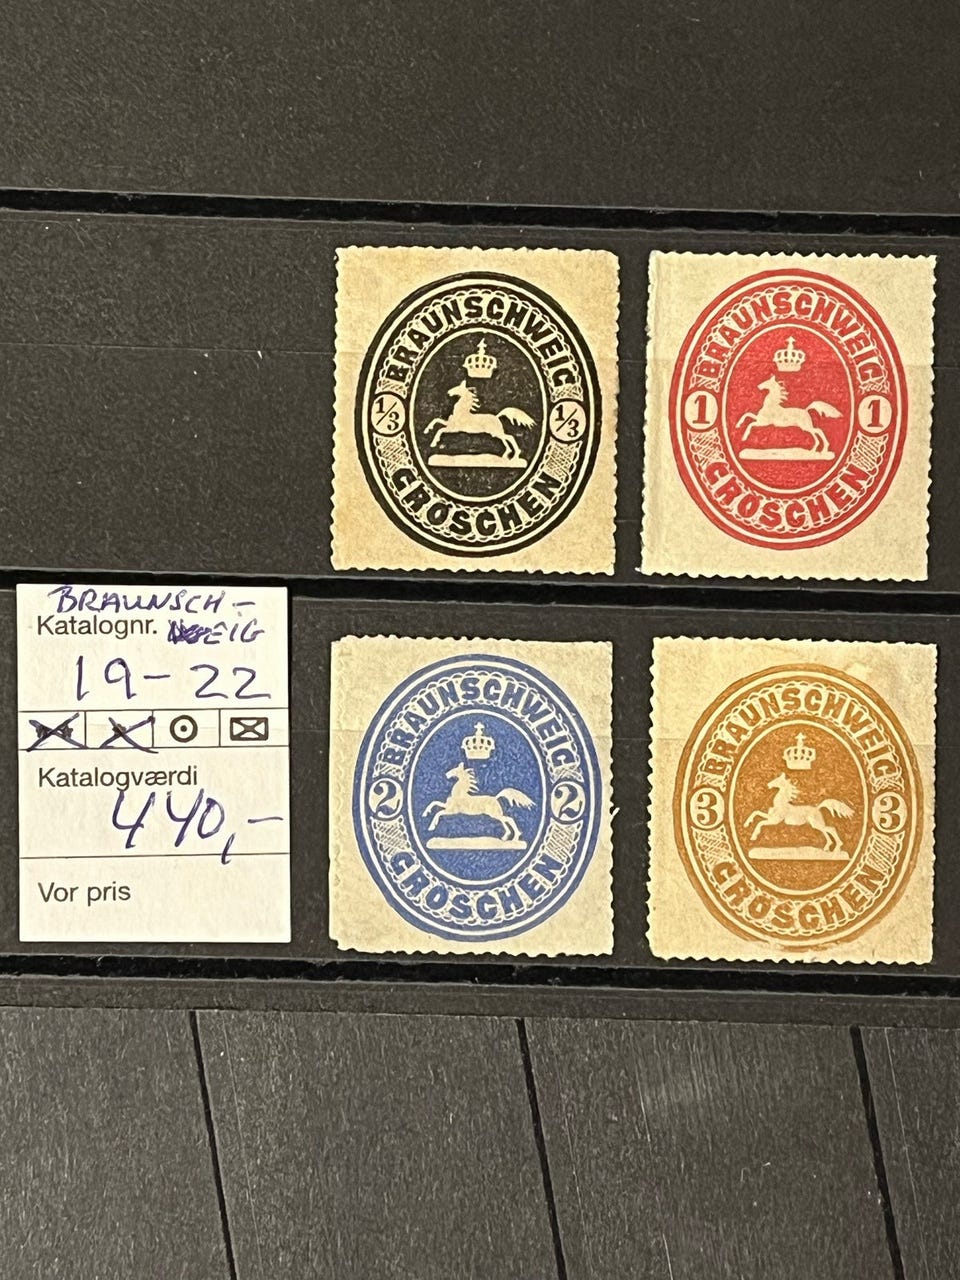 BRAUNSCHWEIG
1/3 1/3
GROSCHEN
BRAUNSCHWEIG
1 1
GROSCHEN
BRAUNSCH-
Katalognr. WEIG
19-22
Katalogværdi
440,-
Vor pris
BRAUNSCHWEIG
2 2
GROSCHEN
BRAUNSCHWEIG
3 3
GROSCHEN